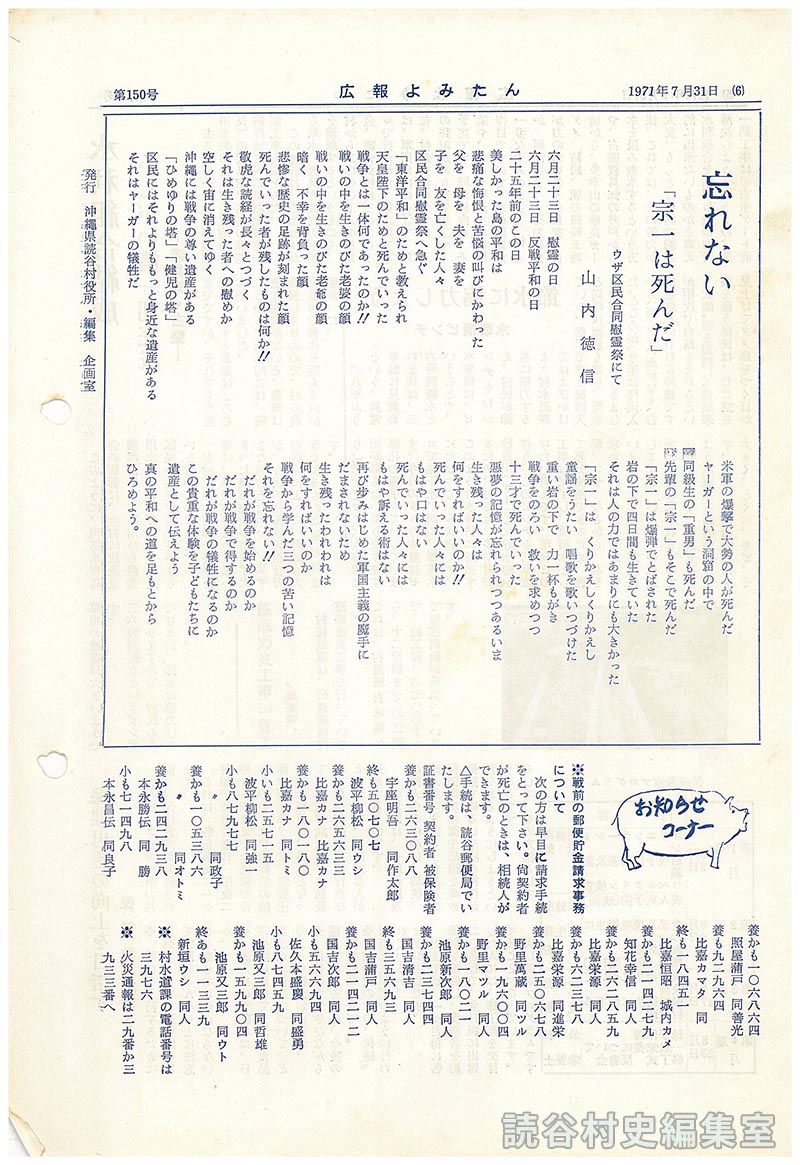 第150号
広報よみたん
1971年7月31日 (6)
忘れない
「宗一は死んだ」
ウザ区民合同慰霊祭にて
山内徳信
六月二十三日 慰霊の日
六月二十三日 反戦平和の日
二十五年前のこの日
美しかった島の平和は
悲痛な悔恨と苦悩の叫びにかわった
父を 母を 夫を 妻を
子を 友を亡くした人々
区民合同慰霊祭へ急ぐ
「東洋平和」のためと教えられ
天皇陛下のためと死んでいった
戦争とは一体何であったのか!!
戦いの中を生きのびた老婆の顔
戦いの中を生きのびた老爺の顔
暗く 不幸を背負った顔
悲惨な歴史の足跡が刻まれた顔
死んでいった者が残したものは何か!!
敬虔な読経が長々とつづく
それは生き残った者への慰めか
空しく宙に消えてゆく
沖縄には戦争の尊い遺産がある
「ひめゆりの塔」「健児の塔」
区民にはそれよりももっと身近な遺産がある
それはヤーガーの犠牲だ
米軍の爆撃で大勢の人が死んだ
ヤーガーという洞窟の中で
同級生の「重男」も死んだ
先輩の「宗一」もそこで死んだ
「宗一」は爆弾でとばされた
岩の下で四日間も生きていた
それは人の力ではあまりにも大きかった
「宗一」は くりかえしくりかえし
童謡をうたい 唱歌を歌いつづけた
重い岩の下で 力一杯もがき
戦争をのろい 救いを求めつつ
十三才で死んでいった
悪夢の記憶が忘れられつつあるいま
生き残った人々は
何をすればいいのか!!
死んでいった人々には
もはや口はない
死んでいった人々には
もはや訴える術はない
再び歩みはじめた軍国主義の魔手に
だまされないため
生き残ったわれわれは
何をすればいいのか
戦争から学んだ三つの苦い記憶
それを忘れない!!
だれが戦争を始めるのか
だれが戦争で得するのか
だれが戦争の犠牲になるのか
この貴重な体験を子どもたちに
遺産として伝えよう
真の平和への道を足もとから
ひろめよう。
発行 沖縄県読谷村役所・編集 企画室
お知らせ
コーナー
※戦前の郵便貯金請求事務
について
次の方は早目に請求手続
をとって下さい。尚契約者
が死亡のときは、相続人が
できます。
△手続は、読谷郵便局でい
たします。
証書番号 契約者 被保険者
養かも二六三〇八八
宇座明吾 同作太郎
終も五〇七〇七
波平柳松 同ウシ
養かも二六五六三三
比嘉カナ 比嘉カナ
養かも一八〇一八〇
比嘉カナ 同トミ
小いも二五七一五
波平柳松 同強一
小も八七九七七
〃 同政子
養かも一〇五三八六
〃 同オトミ
養かも二四二九三八
本永勝伝 同 勝
小も七一四九八
本永昌伝 同良子
養かも一〇六八六四
照屋蒲戸 同善光
養も九二九六四
比嘉カマタ 同
終も一八四五一
比嘉恒昭 城内カメ
養かも二一四二七九
知花幸信 同人
養かも二六二八五九
比嘉栄源 同人
養かも六二三七八
比嘉栄源 同進栄
養かも二五〇六七八
野里萬蔵 同ツル
養かも一九六〇〇四
野里マツル 同人
養かも一八〇二一
池原新次郎 同人
養かも二三七四四
国吉清吉 同人
終も三五六九三
国吉蒲戸 同人
養かも二一四二一二
国吉次郎 同人
小も五六六九四
佐久本盛慶 同盛勇
小も八七四五九
池原又三郎 同哲雄
養かも一五九九〇四
池原又三郎 同ウト
終あも一一三三九
新垣ウシ 同人
※ 村水道課の電話番号は
三九七六
※ 火災通報は二九番か三
九三三番へ
読谷村史編集室